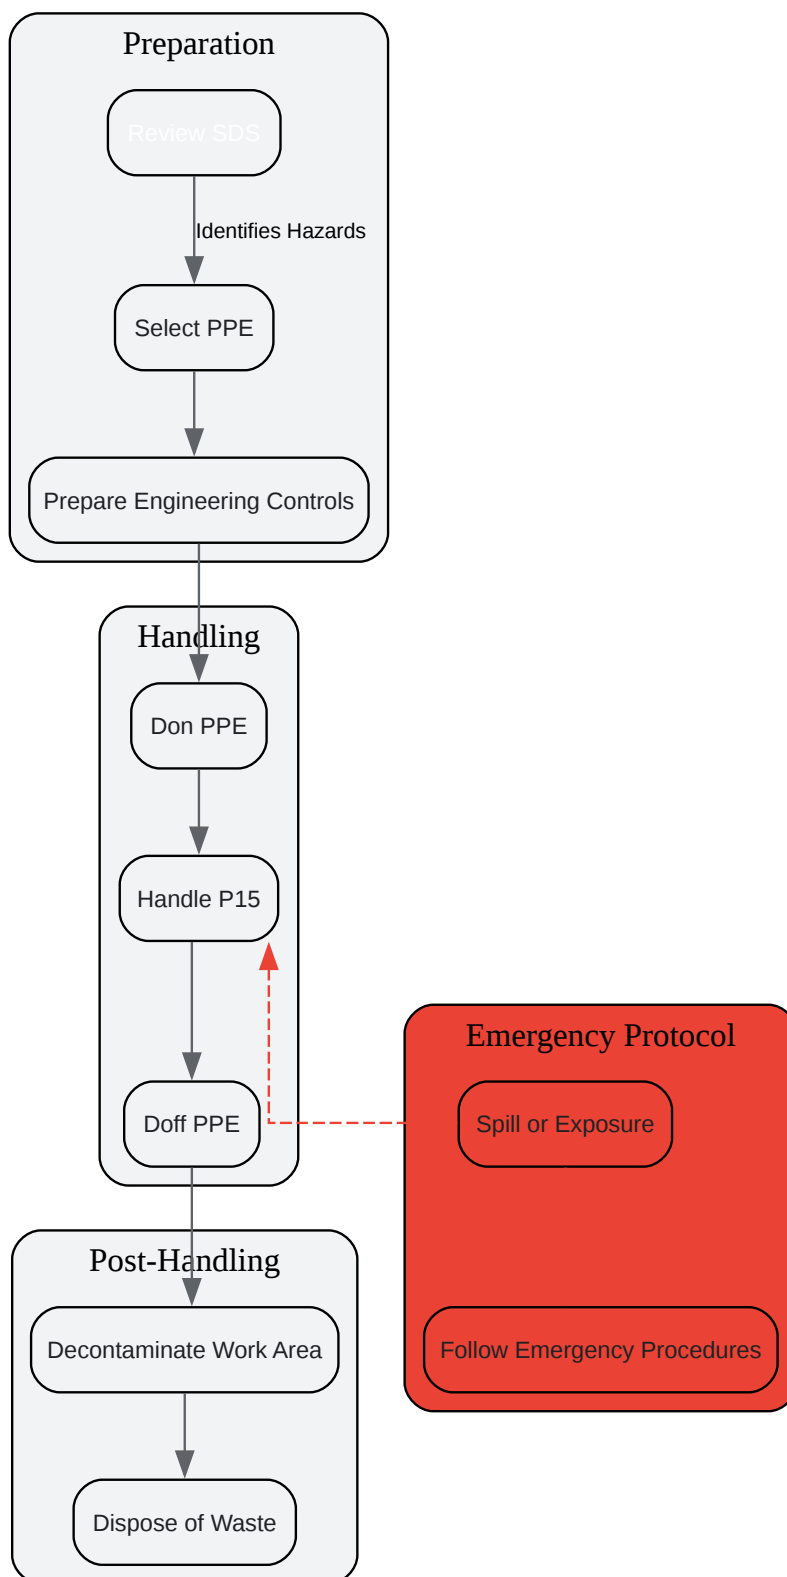 Preparation
Review SDS
Identifies Hazards
Select PPE
Prepare Engineering Controls
Handling
Don PPE
Handle P15
Doff PPE
Emergency Protocol
Spill or Exposure
Follow Emergency Procedures
Post-Handling
Decontaminate Work Area
Dispose of Waste